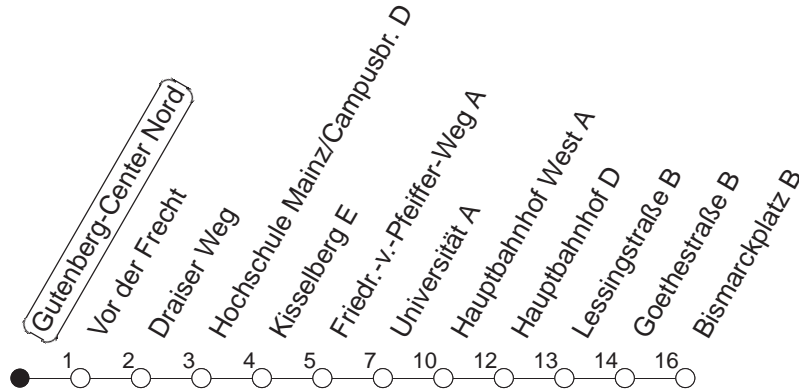 Gutenberg-Center Nord
Vor der Frecht
Draiser Weg
Hochschule Mainz/Campusbr. D
Kisselberg E
Friedr.-v.-Pfeiffer-Weg A
Universität A
Hauptbahnhof West A
Hauptbahnhof D
Lessingstraße B
Goethestraße B
Bismarckplatz B
1 2 3 4 5 7 10 12 13 14 16